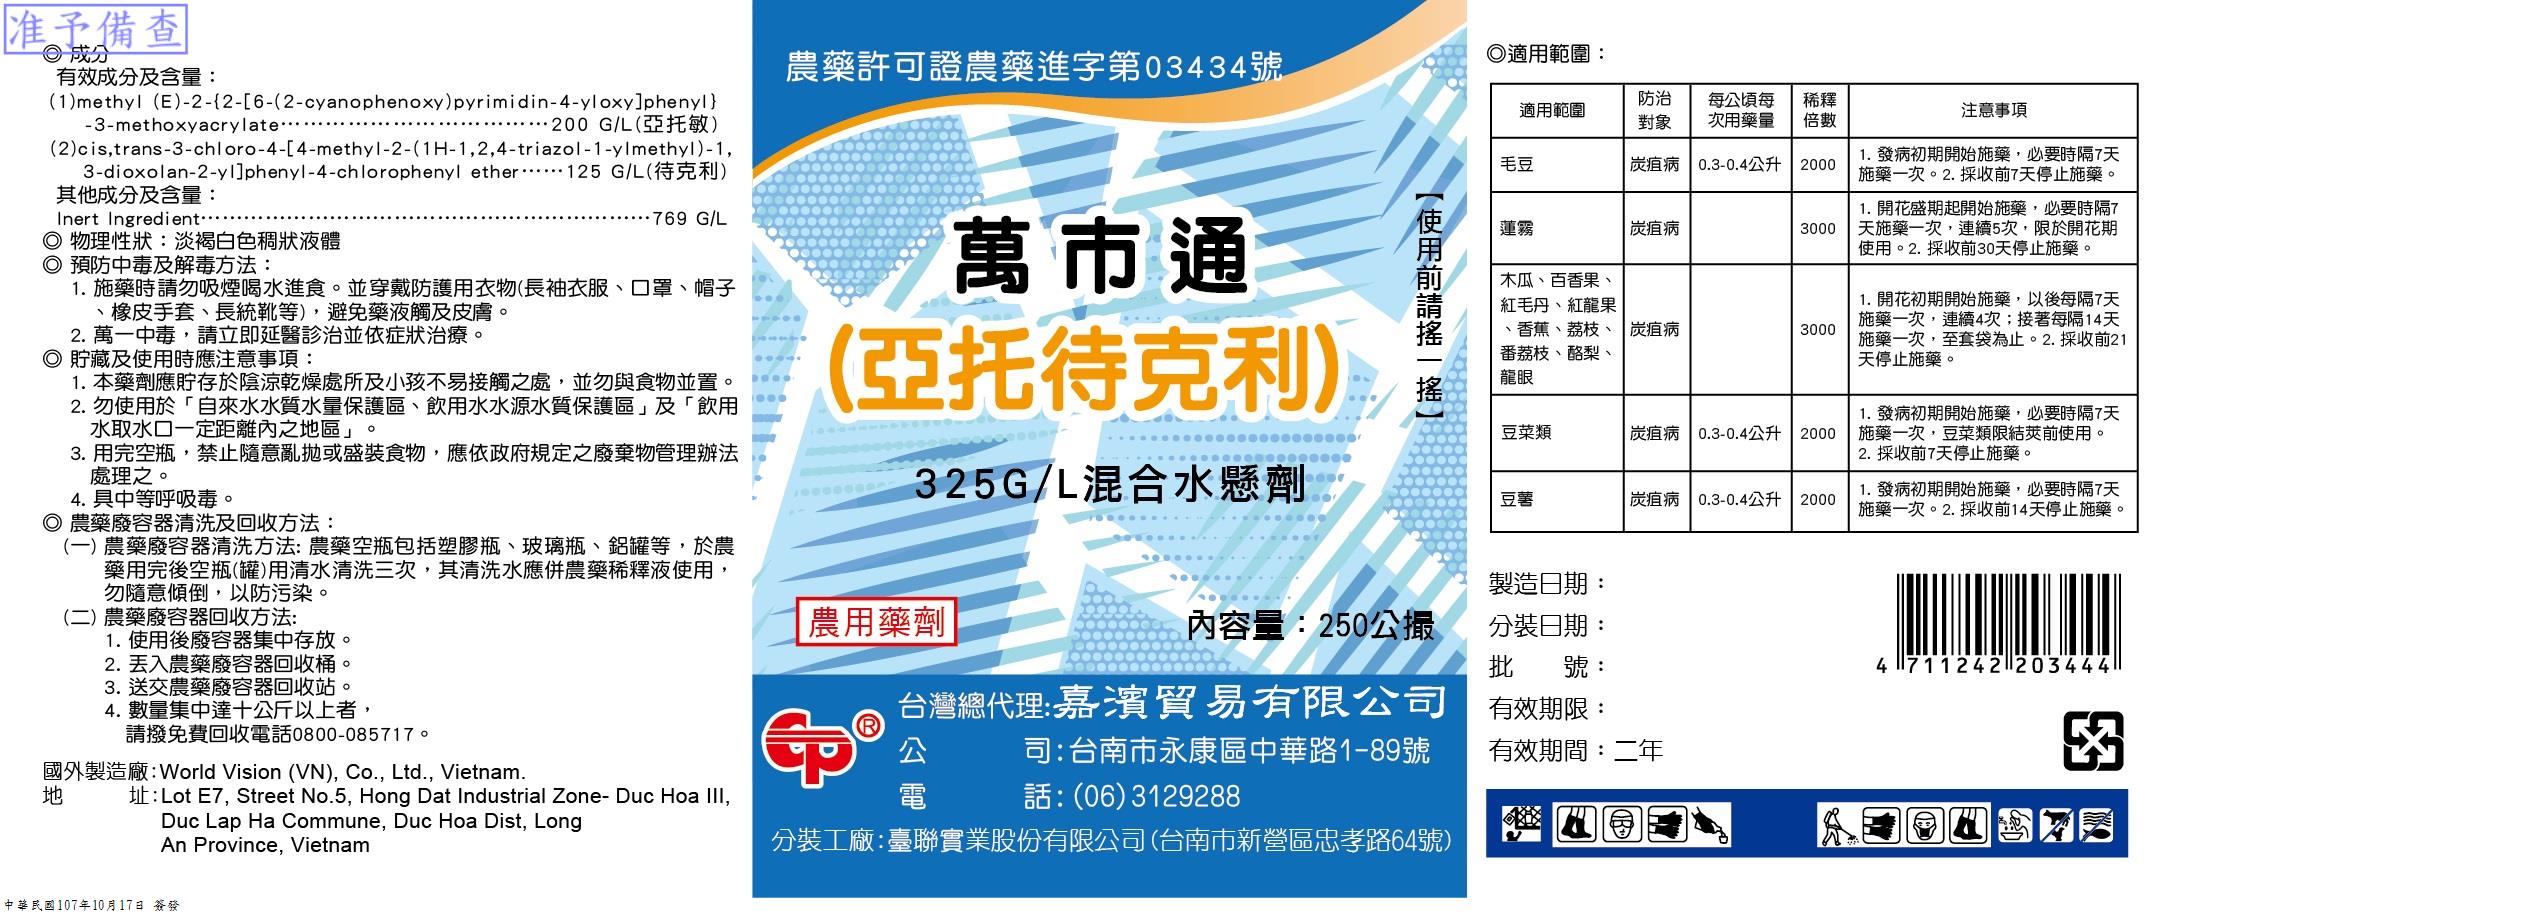 准予備查
◎ 成分
有效成分及含量：
(1)methyl (E)-2-{2-[6-(2-cyanophenoxy)pyrimidin-4-yloxy]phenyl}
-3-methoxyacrylate………………………………200 G/L(亞托敏)
(2)cis,trans-3-chloro-4-[4-methyl-2-(1H-1,2,4-triazol-1-ylmethyl)-1,
3-dioxolan-2-yl]phenyl-4-chlorophenyl ether……125 G/L(待克利)
其他成分及含量：
Inert Ingredient………………………………………………………769 G/L
◎ 物理性狀：淡褐白色稠狀液體
◎ 預防中毒及解毒方法：
1. 施藥時請勿吸煙喝水進食。並穿戴防護用衣物(長袖衣服、口罩、帽子
、橡皮手套、長統靴等)，避免藥液觸及皮膚。
2. 萬一中毒，請立即延醫診治並依症狀治療。
◎ 貯藏及使用時應注意事項：
1. 本藥劑應貯存於陰涼乾燥處所及小孩不易接觸之處，並勿與食物並置。
2. 勿使用於「自來水水質水量保護區、飲用水水源水質保護區」及「飲用
水取水口一定距離內之地區」。
3. 用完空瓶，禁止隨意亂拋或盛裝食物，應依政府規定之廢棄物管理辦法
處理之。
4. 具中等呼吸毒。
◎ 農藥廢容器清洗及回收方法：
(一) 農藥廢容器清洗方法: 農藥空瓶包括塑膠瓶、玻璃瓶、鋁罐等，於農
藥用完後空瓶(罐)用清水清洗三次，其清洗水應併農藥稀釋液使用，
勿隨意傾倒，以防污染。
(二) 農藥廢容器回收方法:
1. 使用後廢容器集中存放。
2. 丟入農藥廢容器回收桶。
3. 送交農藥廢容器回收站。
4. 數量集中達十公斤以上者，
請撥免費回收電話0800-085717。
國外製造廠：World Vision (VN), Co., Ltd., Vietnam.
地 址：Lot E7, Street No.5, Hong Dat Industrial Zone- Duc Hoa III,
Duc Lap Ha Commune, Duc Hoa Dist, Long
An Province, Vietnam
中華民國107年10月17日 簽發
農藥許可證農藥進字第03434號
萬市通
(亞托待克利)
325G/L混合水懸劑
【使用前請搖一搖】
農用藥劑
內容量：250公撮
台灣總代理:嘉濱貿易有限公司
CP®
公 司:台南市永康區中華路1-89號
電 話:(06)3129288
分裝工廠:臺聯實業股份有限公司(台南市新營區忠孝路64號)
◎適用範圍：
適用範圍 防治對象 每公頃每次用藥量 稀釋倍數 注意事項
毛豆 炭疽病 0.3-0.4公升 2000 1. 發病初期開始施藥，必要時隔7天
施藥一次。2. 採收前7天停止施藥。
蓮霧 炭疽病 3000 1. 開花盛期起開始施藥，必要時隔7
天施藥一次，連續5次，限於開花期
使用。2. 採收前30天停止施藥。
木瓜、百香果、
紅毛丹、紅龍果
、香蕉、荔枝、
番荔枝、酪梨、
龍眼
炭疽病 3000 1. 開花初期開始施藥，以後每隔7天
施藥一次，連續4次；接著每隔14天
施藥一次，至套袋為止。2. 採收前21
天停止施藥。
豆菜類 炭疽病 0.3-0.4公升 2000 1. 發病初期開始施藥，必要時隔7天
施藥一次，豆菜類限結莢前使用。
2. 採收前7天停止施藥。
豆薯 炭疽病 0.3-0.4公升 2000 1. 發病初期開始施藥，必要時隔7天
施藥一次。2. 採收前14天停止施藥。
製造日期：
分裝日期：
批 號：
有效期限：
有效期間：二年
4 711242 203444